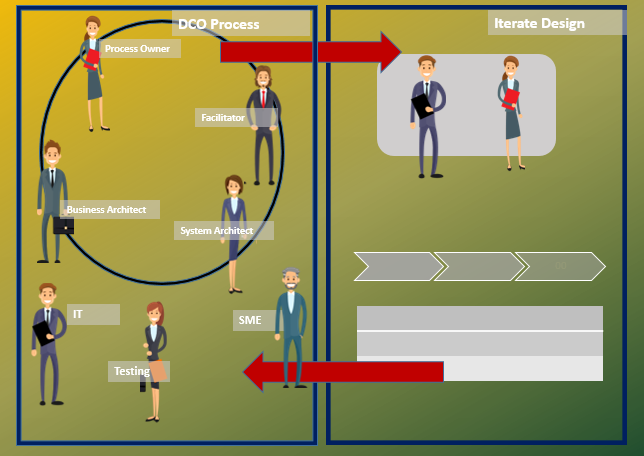 DCO Process
Iterate Design
Process Owner
Facilitator
Business Architect
System Architect
IT
SME
Testing